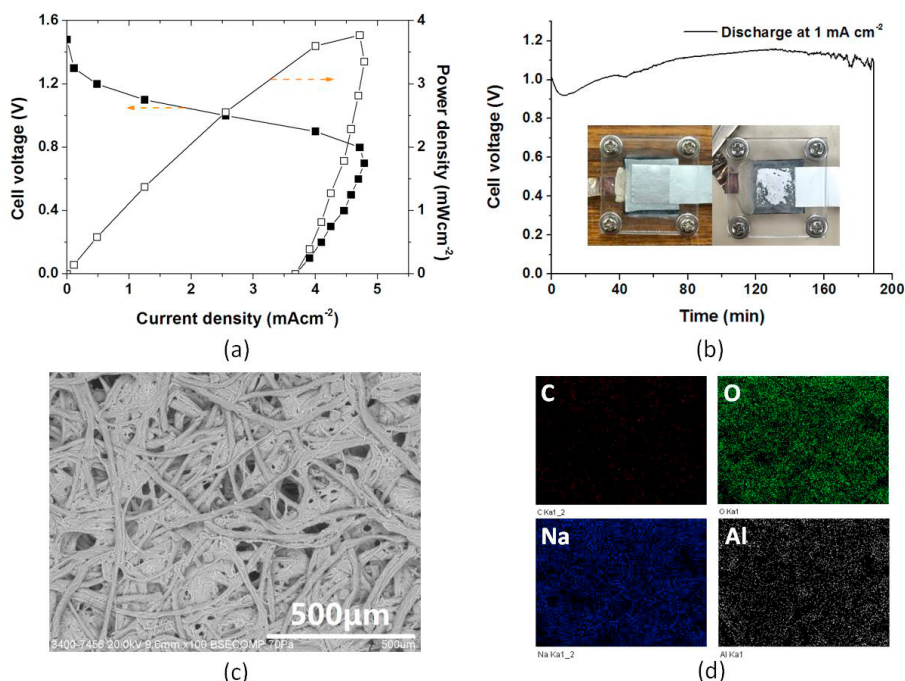 1.6
1.2
0.8
0.4
0.0
0
1
2
3
4
5
0
1
2
3
4
Cell voltage (V)
Power density (mWcm⁻²)
Current density (mAcm⁻²)
(a)
Discharge at 1 mA cm⁻²
1.2
1.0
0.8
0.6
0.4
0.2
0.0
0
40
80
120
160
200
Cell voltage (V)
Time (min)
(b)
500μm
3400-7456 20.0kV 9.6mm x100 BSECOMP 70Pa
500um
(c)
C
O
C Ka1_2
O Ka1
Na
Al
Na Ka1_2
Al Ka1
(d)